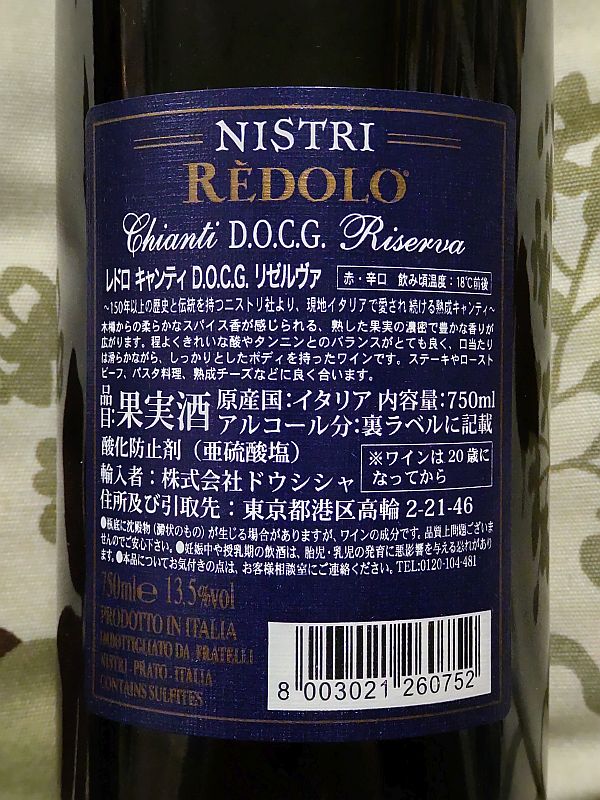 NISTRI
RÈDOLO®
Chianti D.O.C.G. Riserva
レドロ キャンティ D.O.C.G. リゼルヴァ 赤・辛口 飲み頃温度：18℃前後
～150年以上の歴史と伝統を持つニストリ社より、現地イタリアで愛され続ける熟成キャンティ～
木樽からの柔らかなスパイス香が感じられる、熟した果実の濃密で豊かな香りが
広がります。程よくきれいな酸やタンニンとのバランスがとても良く、口当たり
は滑らかながら、しっかりとしたボディを持ったワインです。ステーキやロースト
ビーフ、パスタ料理、熟成チーズなどに良く合います。
品目：果実酒 原産国：イタリア 内容量：750ml
アルコール分：裏ラベルに記載
酸化防止剤（亜硫酸塩）
※ワインは20歳に
なってから
輸入者：株式会社ドウシシャ
住所及び引取先：東京都港区高輪 2-21-46
●瓶底に沈殿物（澱状のもの）が生じる場合がありますが、ワインの成分です。品質上問題ございま
せんのでご安心下さい。●妊娠中や授乳期の飲酒は、胎児・乳児の発育に悪影響を与える恐れがあり
ます。●本品についてお気付きの点は、お客様相談室にご連絡ください。TEL:0120-104-481
750ml℮ 13.5%vol
PRODOTTO IN ITALIA
IMBOTTIGLIATO DA FRATELLI
NISTRI - PRATO - ITALIA
CONTAINS SULFITES
8 003021 260752